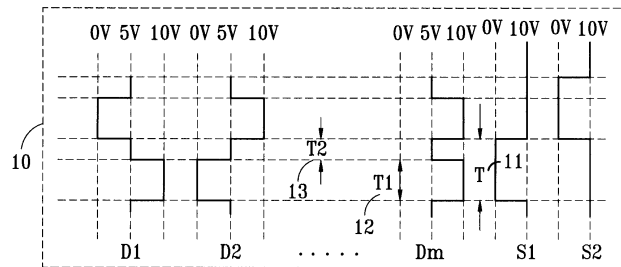 0V 5V 10V 0V 5V 10V 0V 5V 10V 0V 10V 0V 10V
10
T2
13
T1
12
T
11
D1 D2 ..... Dm S1 S2